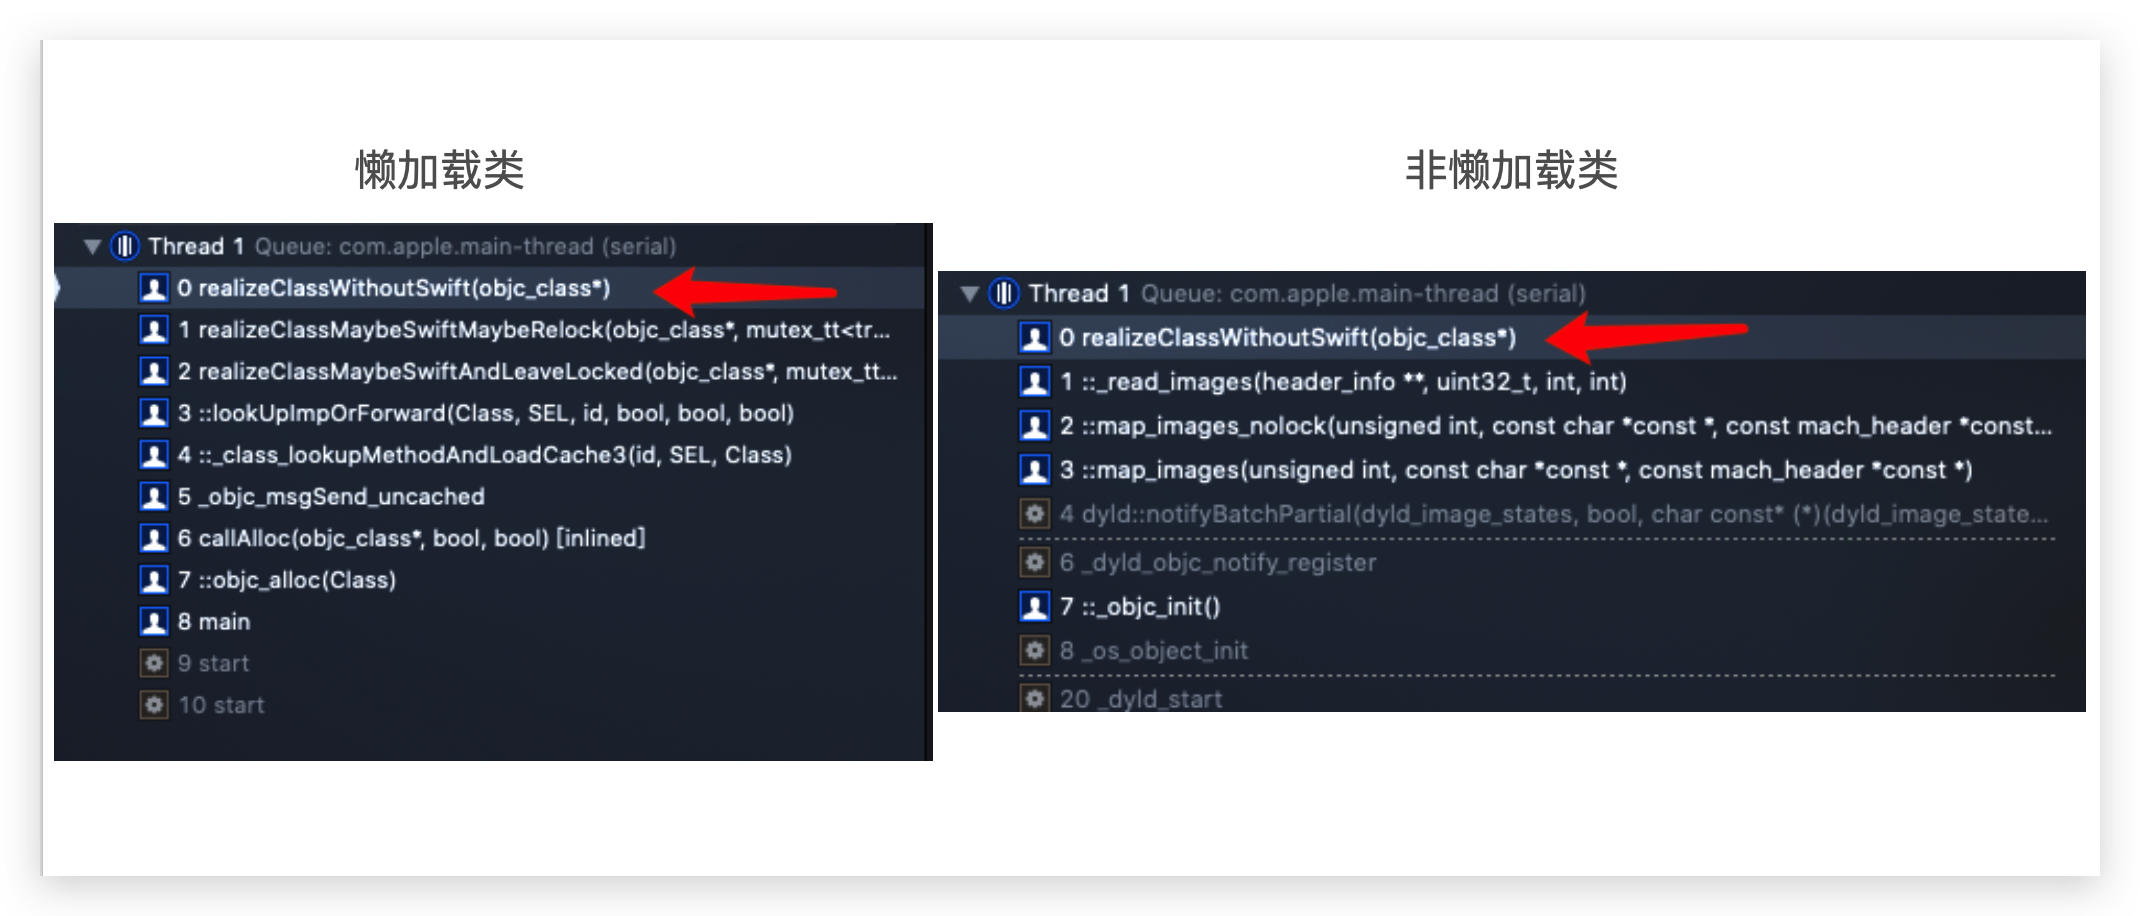 懒加载类
Thread 1 Queue: com.apple.main-thread (serial)
0 realizeClassWithoutSwift(objc_class*)
1 realizeClassMaybeSwiftMaybeRelock(objc_class*, mutex_tt<tr...
2 realizeClassMaybeSwiftAndLeaveLocked(objc_class*, mutex_tt...
3 ::lookUpImpOrForward(Class, SEL, id, bool, bool, bool)
4 ::_class_lookupMethodAndLoadCache3(id, SEL, Class)
5 _objc_msgSend_uncached
6 callAlloc(objc_class*, bool, bool) [inlined]
7 ::objc_alloc(Class)
8 main
9 start
10 start
非懒加载类
Thread 1 Queue: com.apple.main-thread (serial)
0 realizeClassWithoutSwift(objc_class*)
1 ::_read_images(header_info **, uint32_t, int, int)
2 ::map_images_nolock(unsigned int, const char *const *, const mach_header *const...
3 ::map_images(unsigned int, const char *const *, const mach_header *const *)
4 dyld::notifyBatchPartial(dyld_image_states, bool, char const* (*)(dyld_image_state...
6 _dyld_objc_notify_register
7 ::_objc_init()
8 _os_object_init
20 _dyld_start